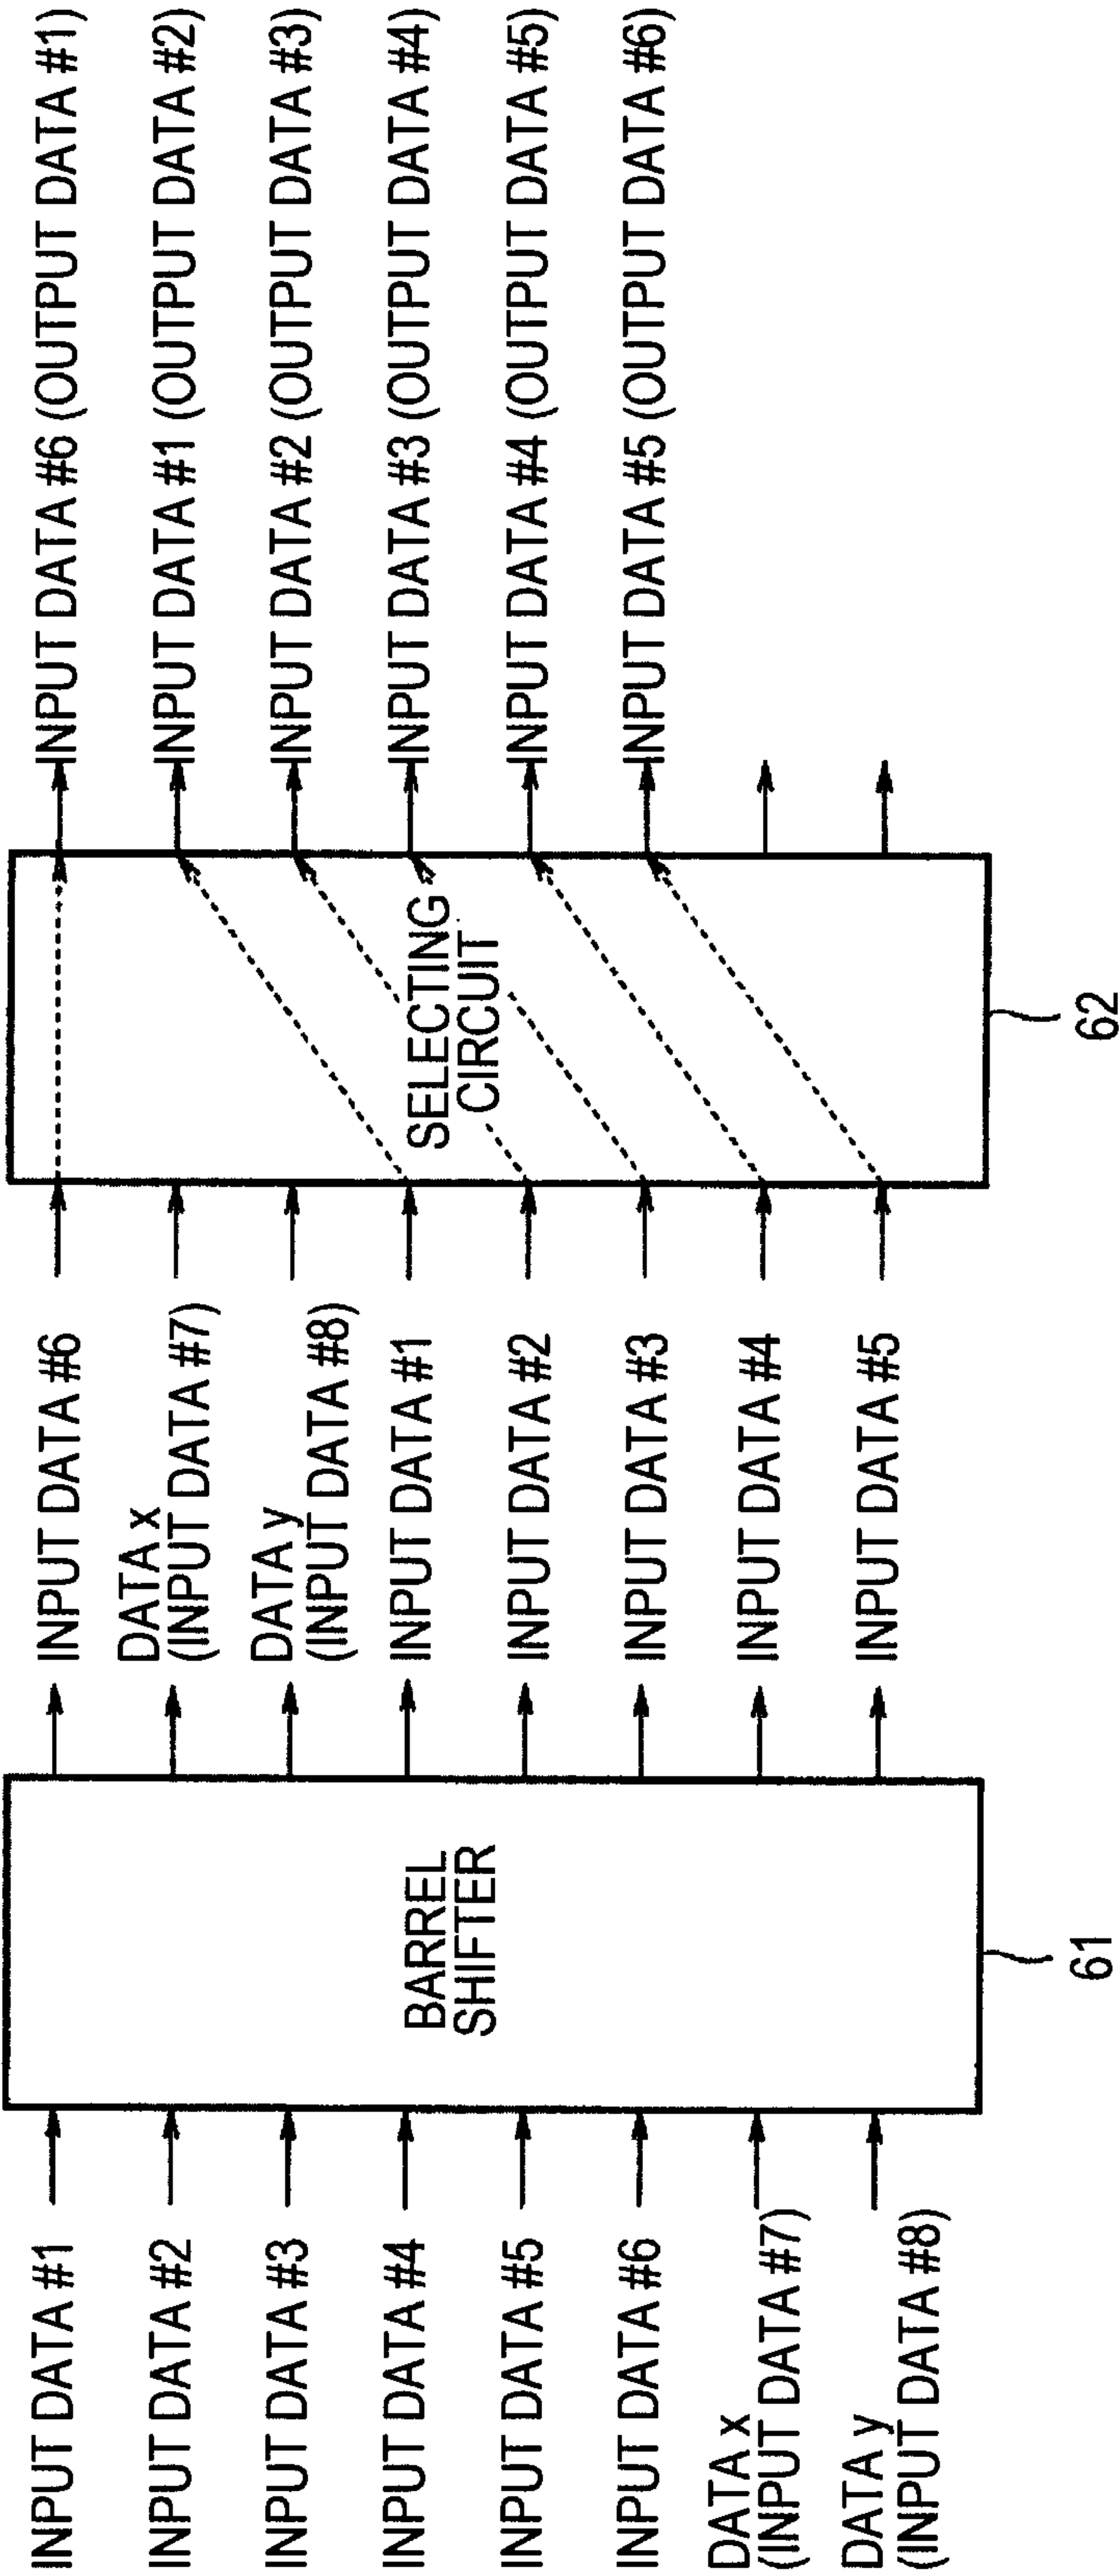 INPUT DATA #1
INPUT DATA #2
INPUT DATA #3
INPUT DATA #4
INPUT DATA #5
INPUT DATA #6
DATA x
(INPUT DATA #7)
DATA y
(INPUT DATA #8)
BARREL
SHIFTER
61
INPUT DATA #6
DATA x
(INPUT DATA #7)
DATA y
(INPUT DATA #8)
INPUT DATA #1
INPUT DATA #2
INPUT DATA #3
INPUT DATA #4
INPUT DATA #5
SELECTING
CIRCUIT
62
INPUT DATA #6 (OUTPUT DATA #1)
INPUT DATA #1 (OUTPUT DATA #2)
INPUT DATA #2 (OUTPUT DATA #3)
INPUT DATA #3 (OUTPUT DATA #4)
INPUT DATA #4 (OUTPUT DATA #5)
INPUT DATA #5 (OUTPUT DATA #6)